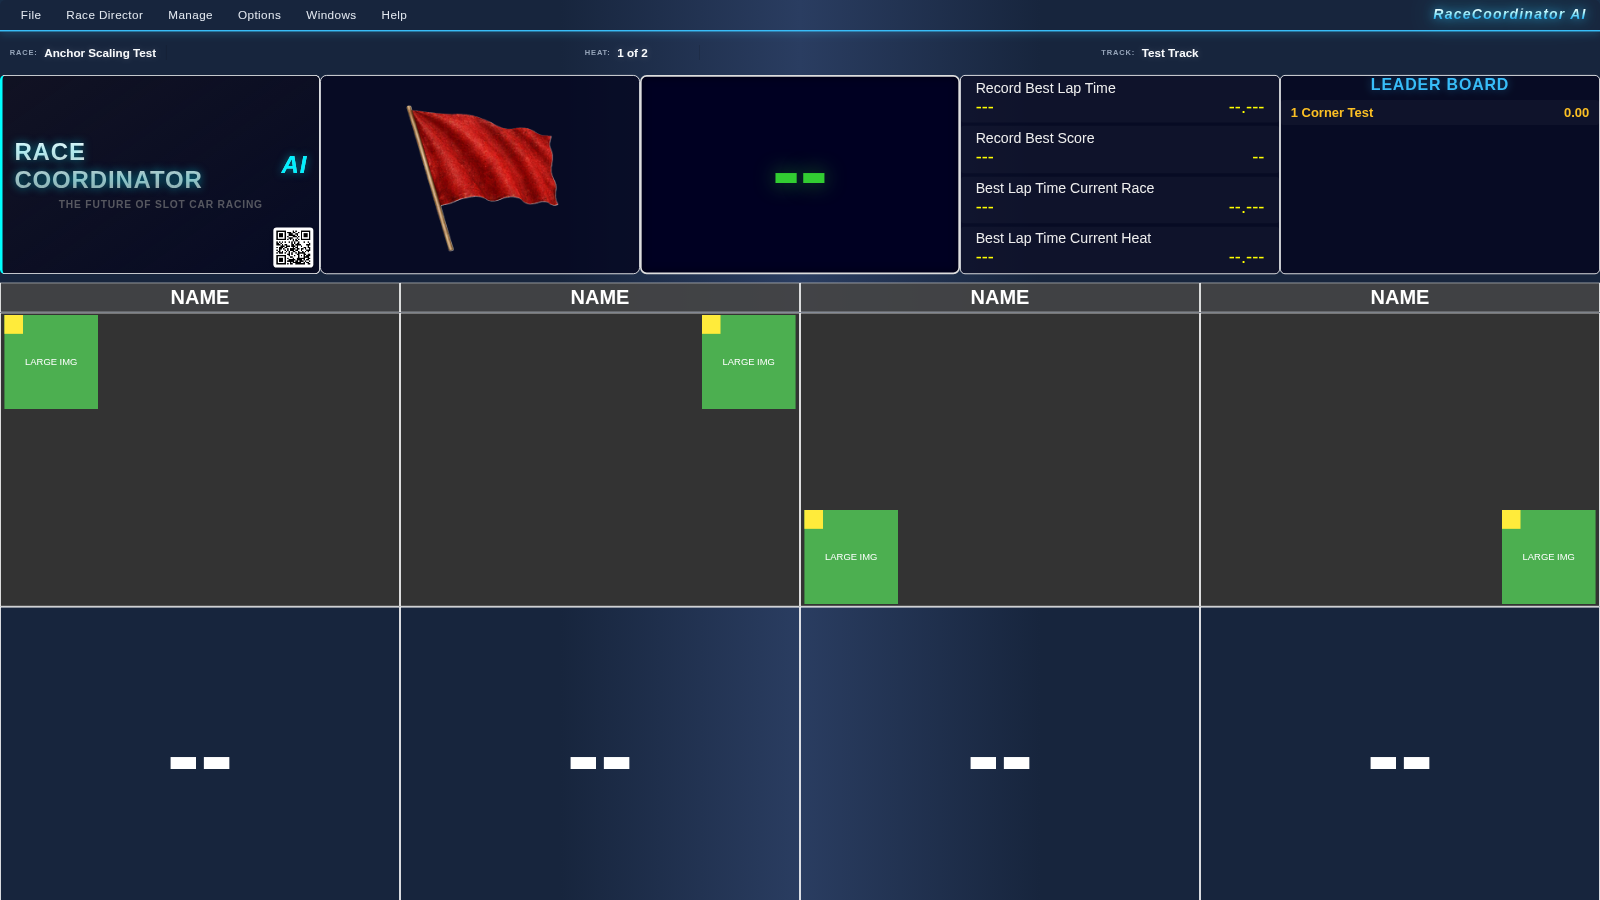 File Race Director Manage Options Windows Help RaceCoordinator AI
RACE: Anchor Scaling Test HEAT: 1 of 2 TRACK: Test Track
RACE
COORDINATOR
AI
THE FUTURE OF SLOT CAR RACING
--
Record Best Lap Time
--- --.---
Record Best Score
--- --
Best Lap Time Current Race
--- --.---
Best Lap Time Current Heat
--- --.---
LEADER BOARD
1 Corner Test 0.00
NAME NAME NAME NAME
LARGE IMG LARGE IMG
LARGE IMG LARGE IMG
-- -- -- --